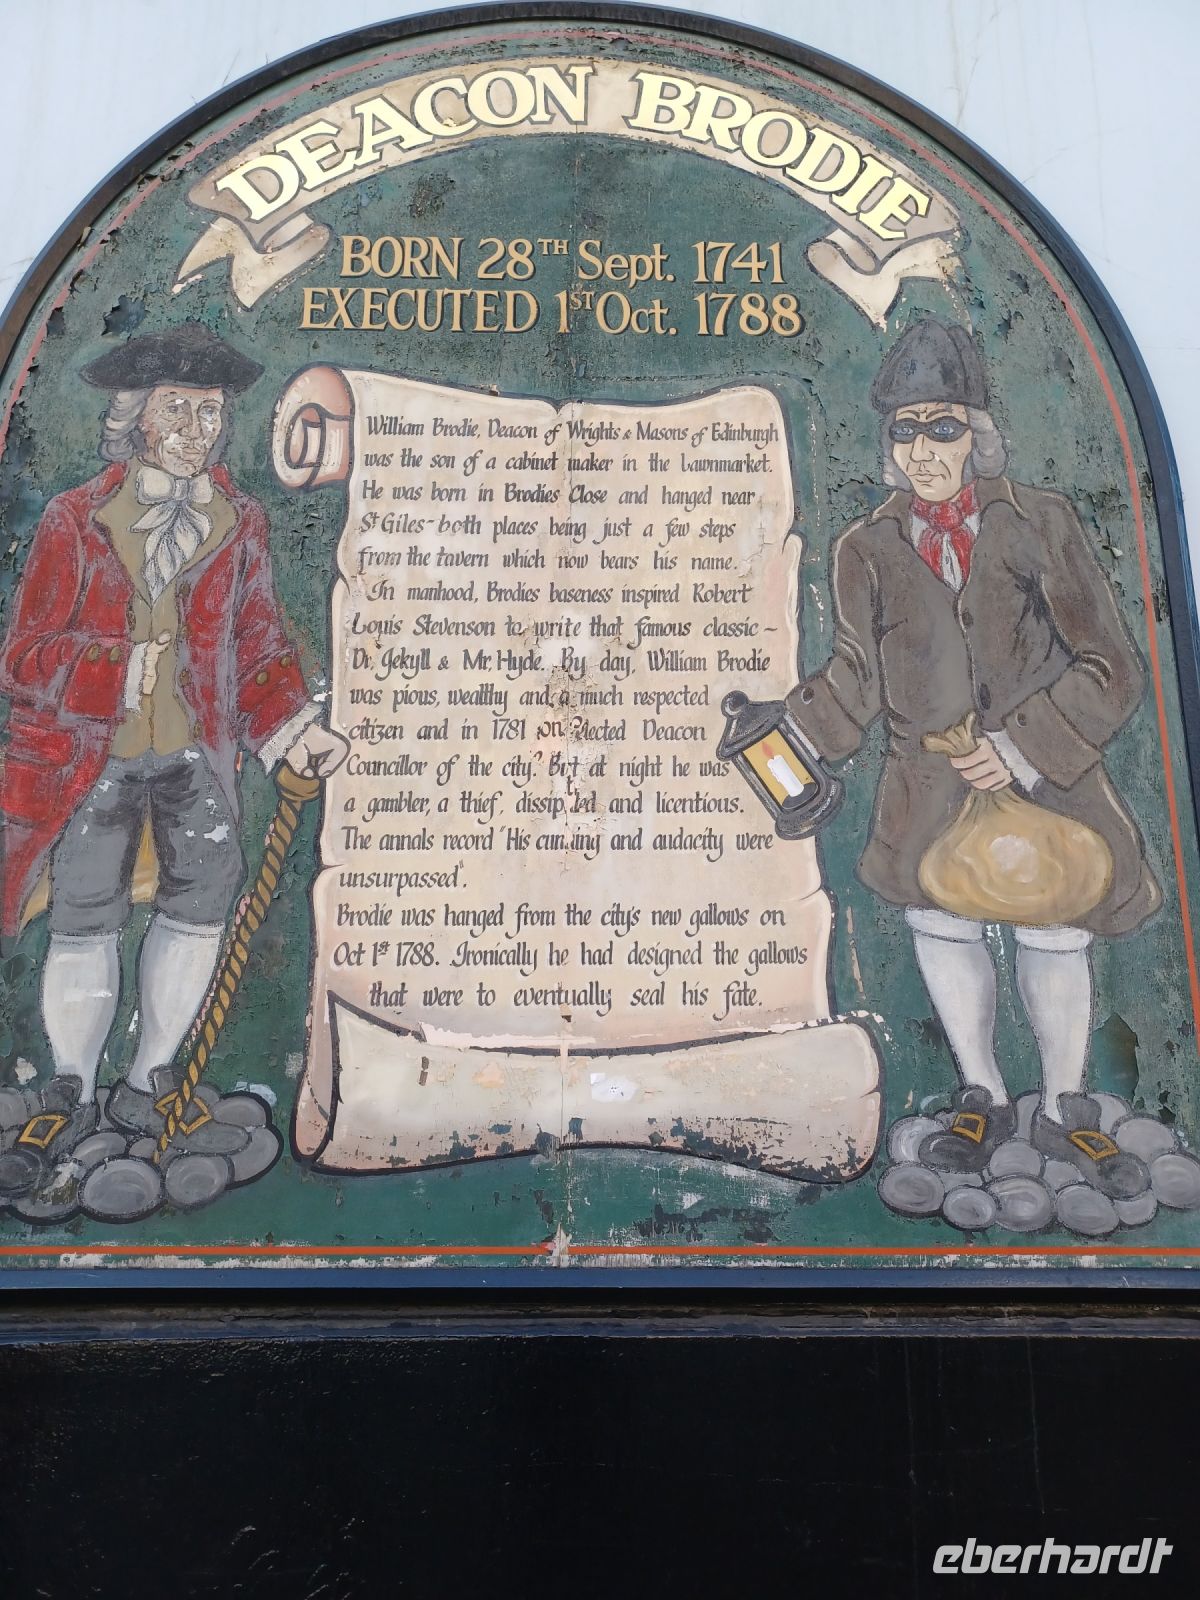 DEACON BRODIE
BORN 28TH Sept. 1741
EXECUTED 1ST Oct. 1788
William Brodie, Deacon of Wrights & Masons of Edinburgh
was the son of a cabinet maker in the Lawnmarket.
He was born in Brodies Close and hanged near
St Giles - both places being just a few steps
from the tavern which now bears his name.
In manhood, Brodies baseness inspired Robert
Louis Stevenson to write that famous classic -
Dr. Jekyll & Mr. Hyde. By day, William Brodie
was pious, wealthy and a much respected
citizen and in 1781 elected Deacon
Councillor of the city. But at night he was
a gambler, a thief, and licentious.
The annals record "His cunning and audacity were
unsurpassed".
Brodie was hanged from the city's new gallows on
Oct 1st 1788. Ironically he had designed the gallows
that were to eventually seal his fate.
eberhardt